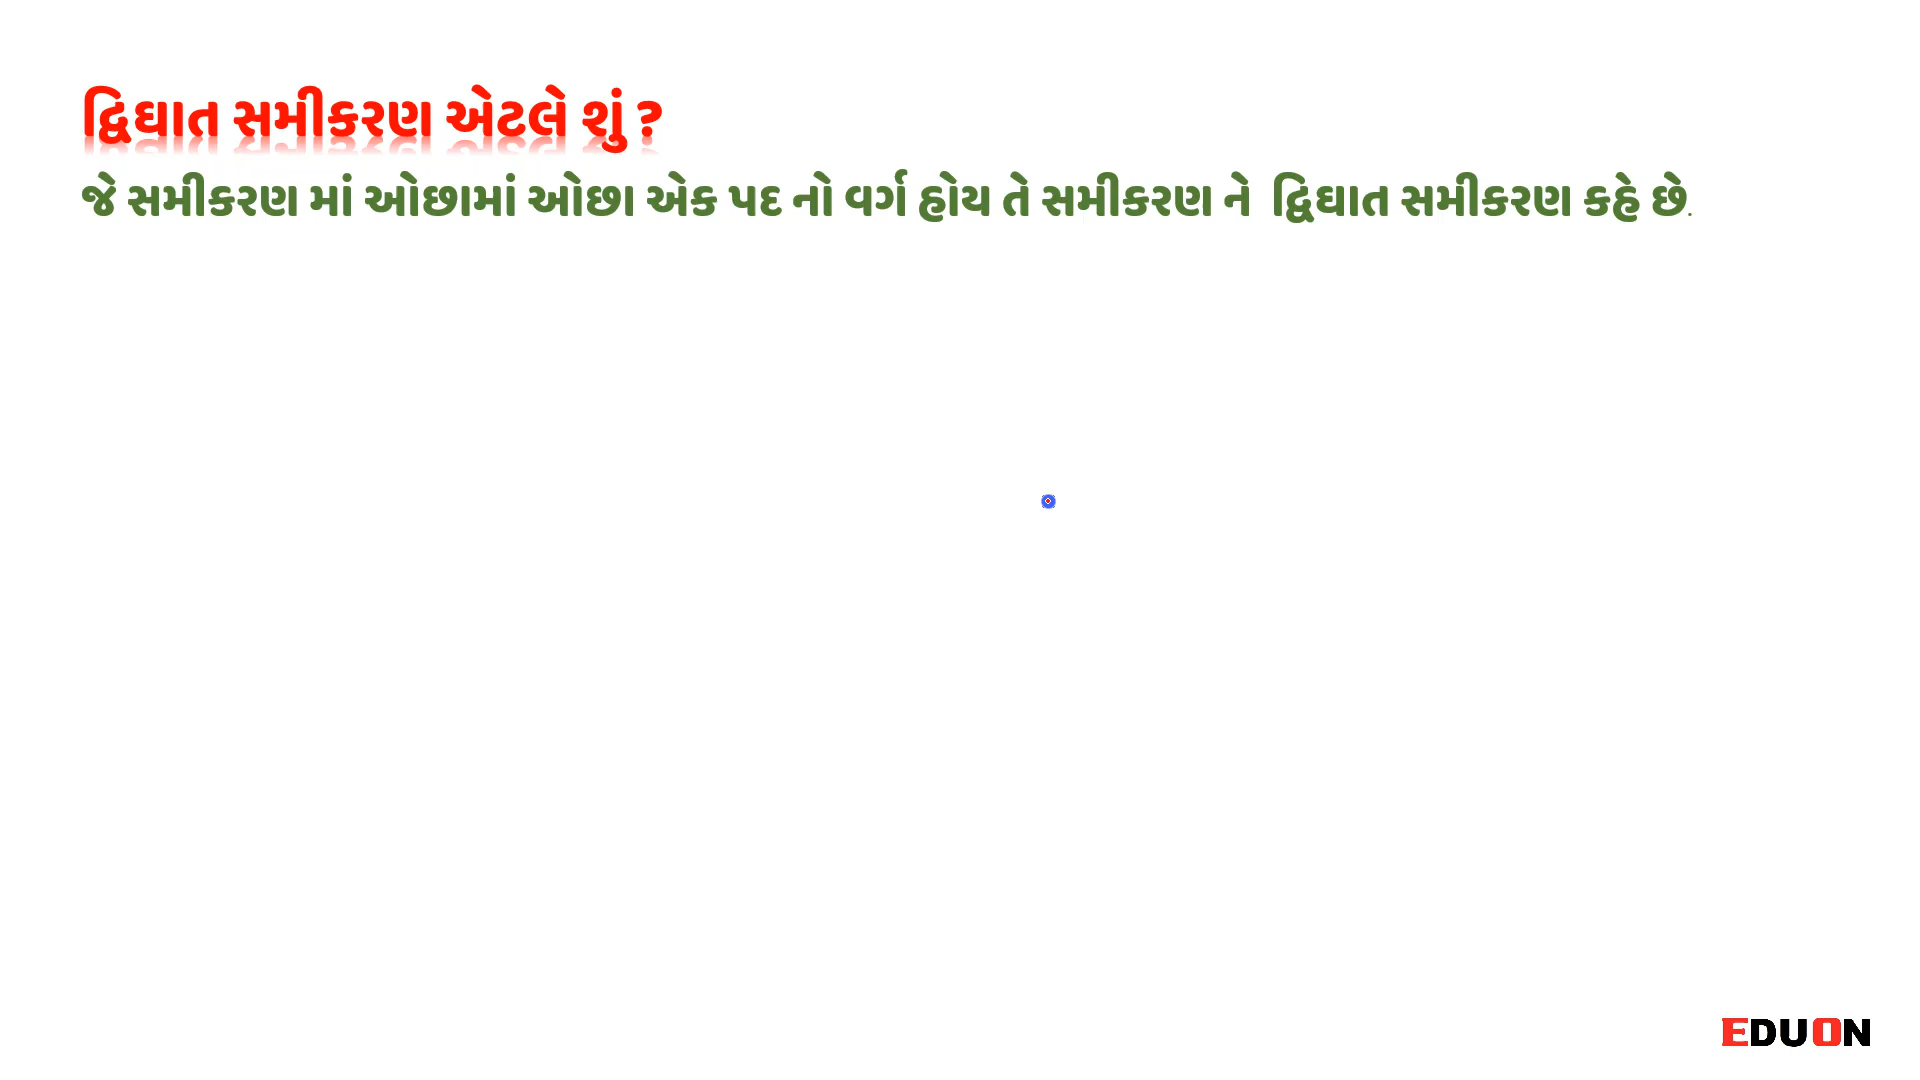 દ્વિઘાત સમીકરણ એટલે શું ?
જે સમીકરણ માં ઓછામાં ઓછા એક પદ નો વર્ગ હોય તે સમીકરણ ને દ્વિઘાત સમીકરણ કહે છે.
EDUON